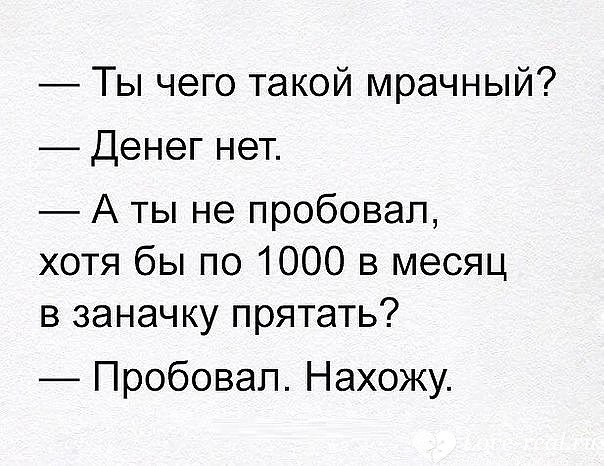 — Ты чего такой мрачный?
— Денег нет.
— А ты не пробовал,
хотя бы по 1000 в месяц
в заначку прятать?
— Пробовал. Нахожу.